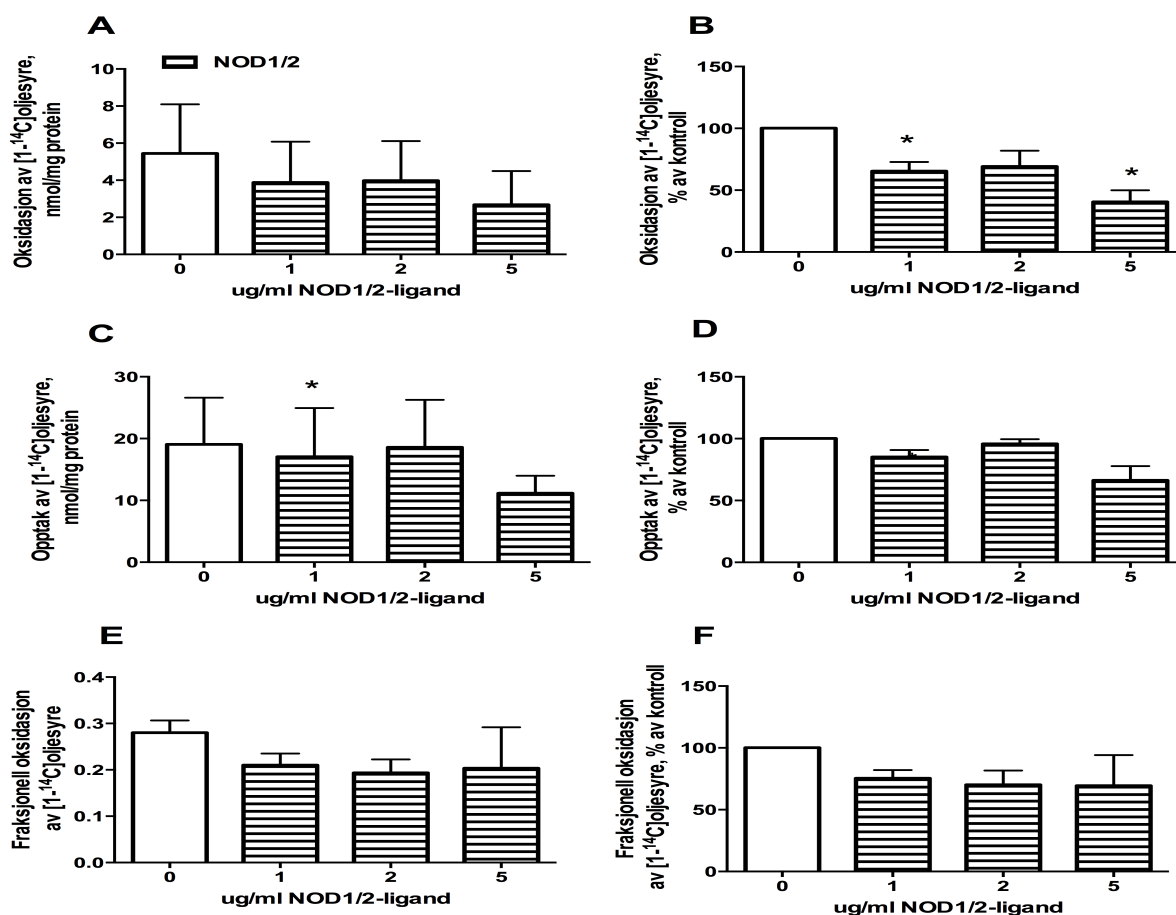 A
NOD1/2
Oksidasjon av [1-¹⁴C]oljesyre,
nmol/mg protein
10
8
6
4
2
0
0 1 2 5
ug/ml NOD1/2-ligand
B
Oksidasjon av [1-¹⁴C]oljesyre,
% av kontroll
150
100
50
0
*
*
0 1 2 5
ug/ml NOD1/2-ligand
C
Opptak av [1-¹⁴C]oljesyre,
nmol/mg protein
30
20
10
0
*
0 1 2 5
ug/ml NOD1/2-ligand
D
Opptak av [1-¹⁴C]oljesyre,
% av kontroll
150
100
50
0
0 1 2 5
ug/ml NOD1/2-ligand
E
Fraksjonell oksidasjon
av [1-¹⁴C]oljesyre
0.4
0.3
0.2
0.1
0.0
0 1 2 5
ug/ml NOD1/2-ligand
F
Fraksjonell oksidasjon
av [1-¹⁴C]oljesyre, % av kontroll
150
100
50
0
0 1 2 5
ug/ml NOD1/2-ligand